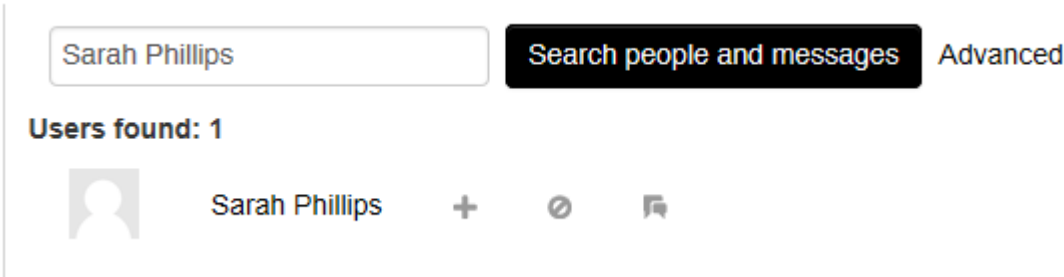 Sarah Phillips Search people and messages Advanced
Users found: 1
Sarah Phillips